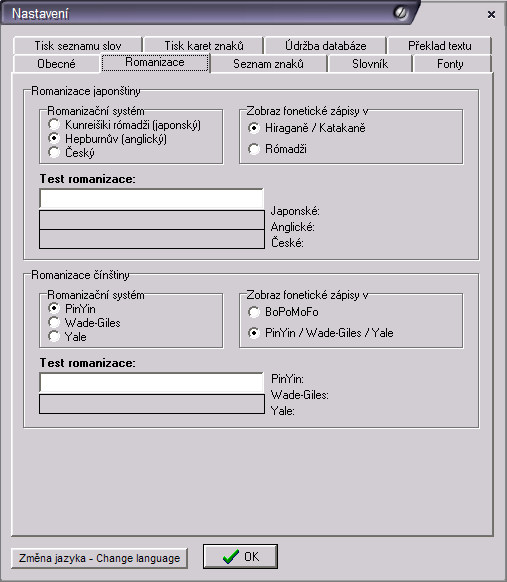 Nastavení
Tisk seznamu slov
Tisk karet znaků
Údržba databáze
Překlad textu
Obecné
Romanizace
Seznam znaků
Slovník
Fonty
Romanizace japonštiny
Romanizační systém
Kunreišiki rómadži (japonský)
Hepburnův (anglický)
Český
Zobraz fonetické zápisy v
Hiraganě / Katakaně
Rómadži
Test romanizace:
Japonské:
Anglické:
České:
Romanizace čínštiny
Romanizační systém
PinYin
Wade-Giles
Yale
Zobraz fonetické zápisy v
BoPoMoFo
PinYin / Wade-Giles / Yale
Test romanizace:
PinYin:
Wade-Giles:
Yale:
Změna jazyka - Change language
OK